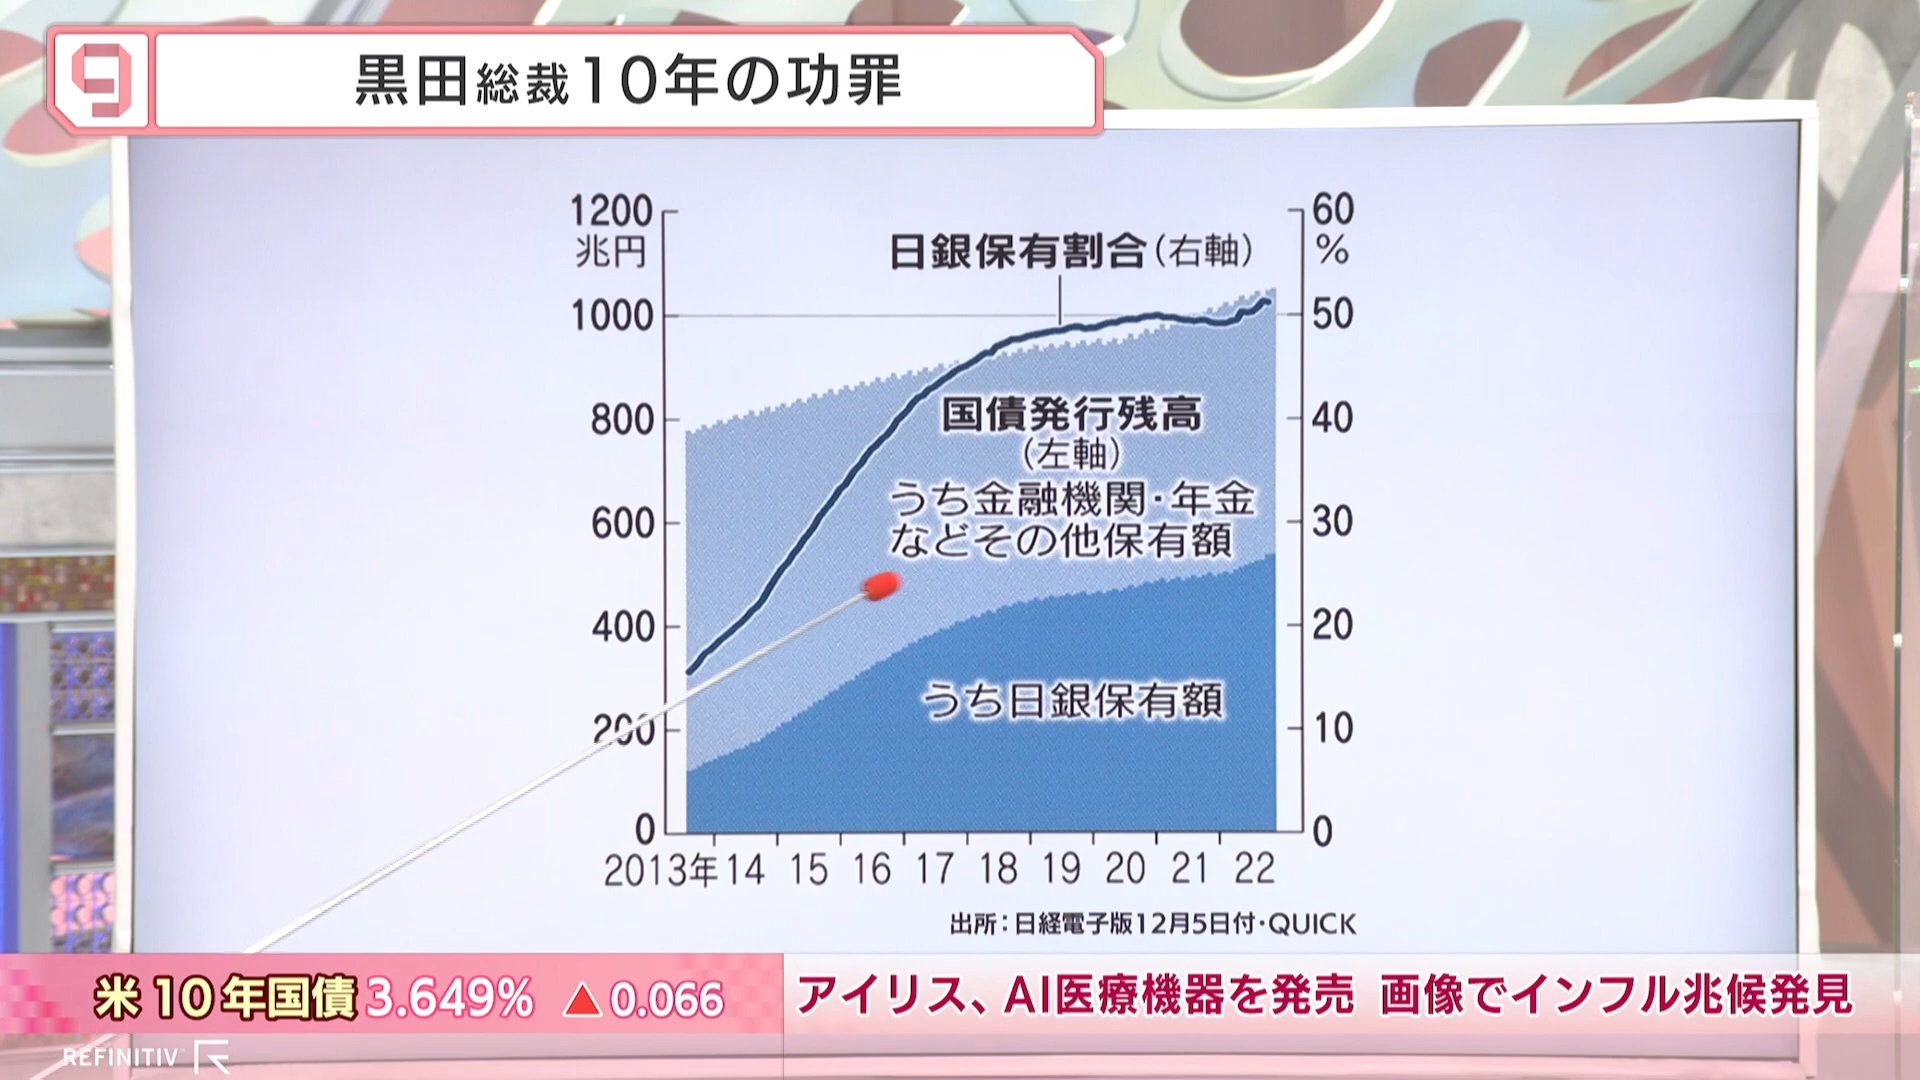 9
黒田総裁10年の功罪
1200
兆円
1000
800
600
400
200
0
60
%
50
40
30
20
10
0
日銀保有割合(右軸)
国債発行残高
(左軸)
うち金融機関・年金
などその他保有額
うち日銀保有額
2013年 14 15 16 17 18 19 20 21 22
出所:日経電子版12月5日付・QUICK
米10年国債 3.649% ▲0.066
アイリス、AI医療機器を発売 画像でインフル兆候発見
REFINITIV